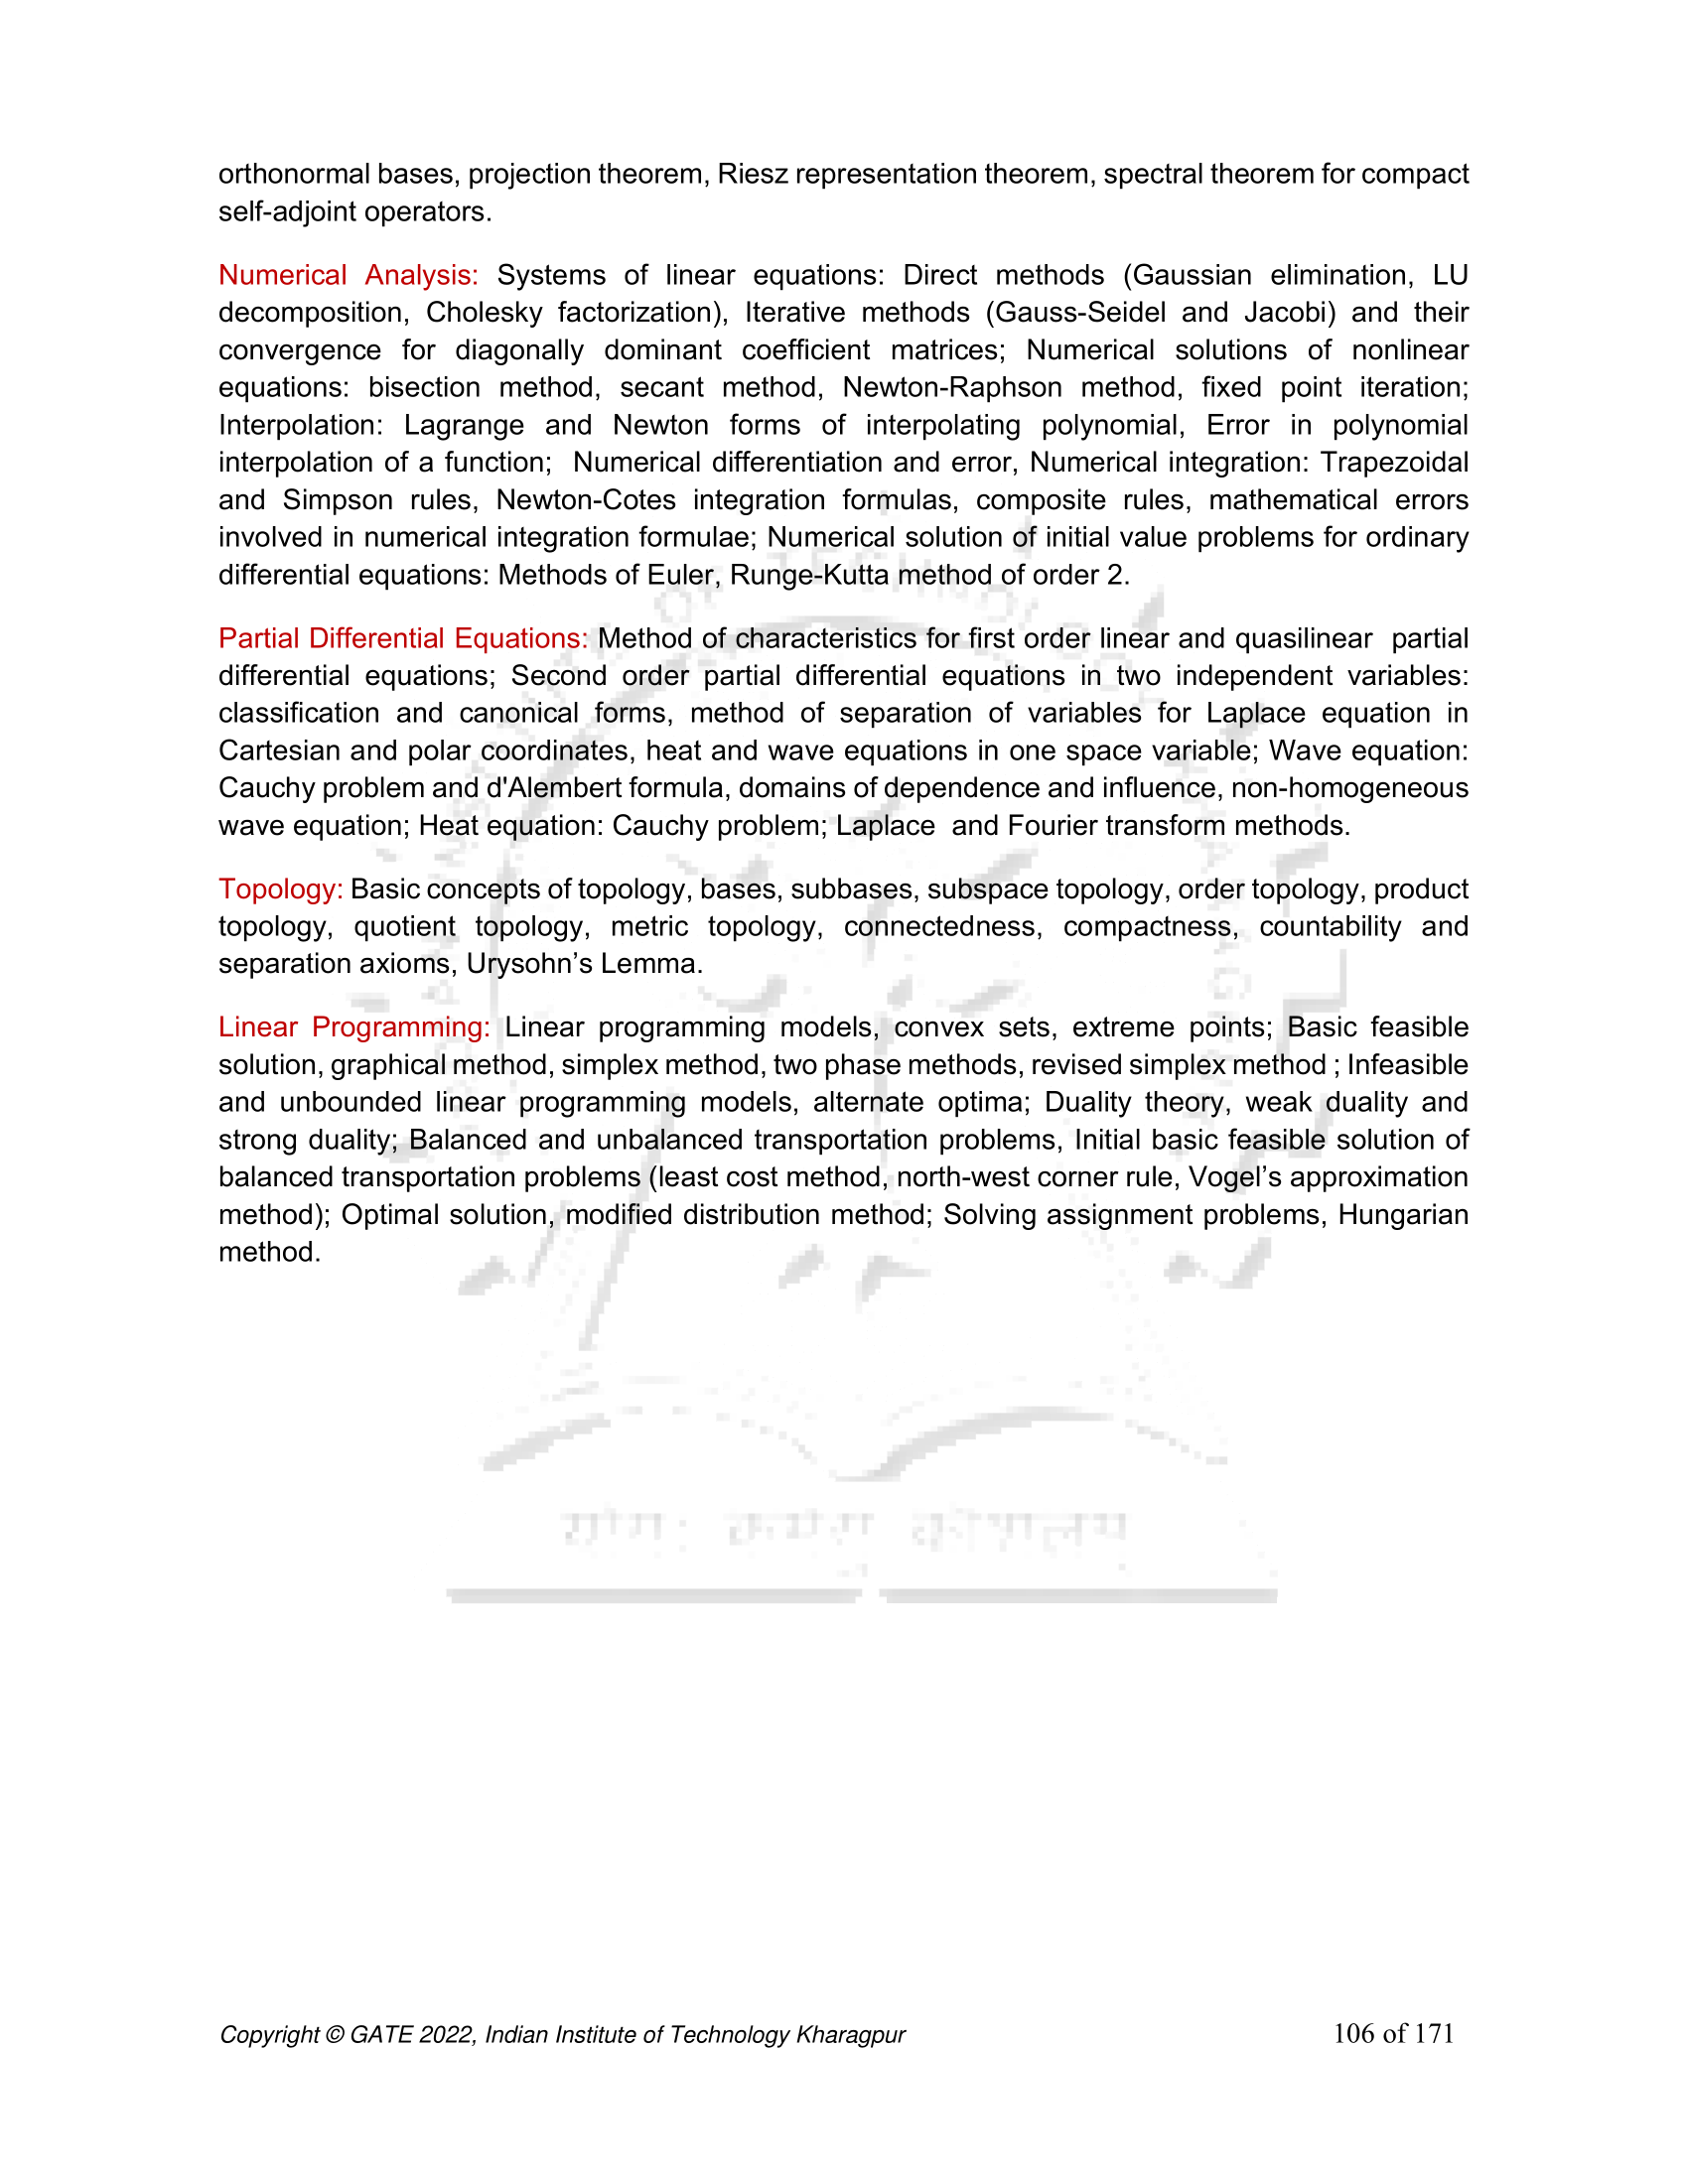 orthonormal bases, projection theorem, Riesz representation theorem, spectral theorem for compact
self-adjoint operators.
Numerical Analysis: Systems of linear equations: Direct methods (Gaussian elimination, LU
decomposition, Cholesky factorization), Iterative methods (Gauss-Seidel and Jacobi) and their
convergence for diagonally dominant coefficient matrices; Numerical solutions of nonlinear
equations: bisection method, secant method, Newton-Raphson method, fixed point iteration;
Interpolation: Lagrange and Newton forms of interpolating polynomial, Error in polynomial
interpolation of a function;  Numerical differentiation and error, Numerical integration: Trapezoidal
and Simpson rules, Newton-Cotes integration formulas, composite rules, mathematical errors
involved in numerical integration formulae; Numerical solution of initial value problems for ordinary
differential equations: Methods of Euler, Runge-Kutta method of order 2.
Partial Differential Equations: Method of characteristics for first order linear and quasilinear  partial
differential equations; Second order partial differential equations in two independent variables:
classification and canonical forms, method of separation of variables for Laplace equation in
Cartesian and polar coordinates, heat and wave equations in one space variable; Wave equation:
Cauchy problem and d'Alembert formula, domains of dependence and influence, non-homogeneous
wave equation; Heat equation: Cauchy problem; Laplace  and Fourier transform methods.
Topology: Basic concepts of topology, bases, subbases, subspace topology, order topology, product
topology, quotient topology, metric topology, connectedness, compactness, countability and
separation axioms, Urysohn’s Lemma.
Linear Programming: Linear programming models, convex sets, extreme points; Basic feasible
solution, graphical method, simplex method, two phase methods, revised simplex method ; Infeasible
and unbounded linear programming models, alternate optima; Duality theory, weak duality and
strong duality; Balanced and unbalanced transportation problems, Initial basic feasible solution of
balanced transportation problems (least cost method, north-west corner rule, Vogel’s approximation
method); Optimal solution, modified distribution method; Solving assignment problems, Hungarian
method.
Copyright © GATE 2022, Indian Institute of Technology Kharagpur 106 of 171